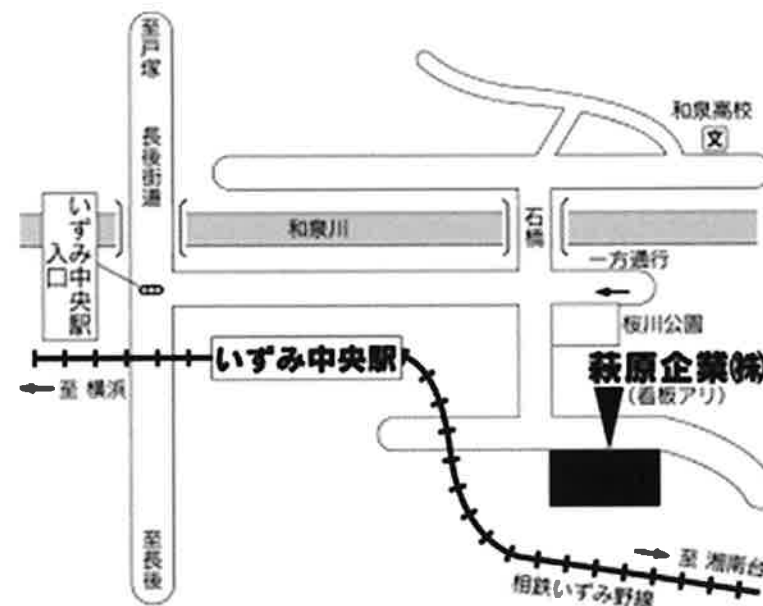 至戸塚
長後街道
和泉高校
文
いずみ中央駅
入口
和泉川
石橋
一方通行
桜川公園
いずみ中央駅
萩原企業㈱
(看板アリ)
至 横浜
至長後
至 湘南台
相鉄いずみ野線